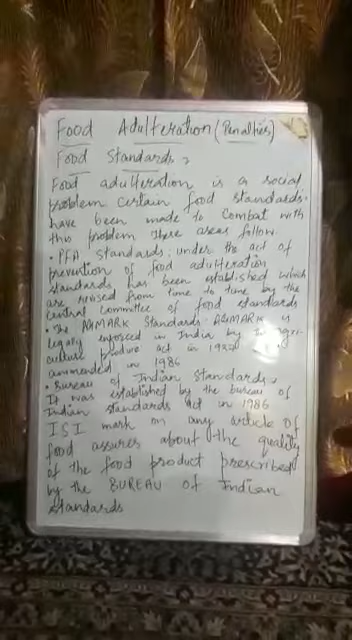 Food Adulteration (Penalties)
Food Standards
Food adulteration is a social
problem certain food standards.
have been made to combat with
this problem these areas follow.
• PFA Standards: under the act of
prevention of food adulteration
standards has been established which
are revised from time to time by the
central committee of food standards
• The AGMARK Standards - AGMARK is
legally enforced in India by
culture produce act in
ammended in 1986
• Bureau of Indian Standards
It was established by the bureau of
Indian standards act in 1986
ISI mark on any article of
food assures about the quality
of the food product prescribed
by the BUREAU of Indian
standards